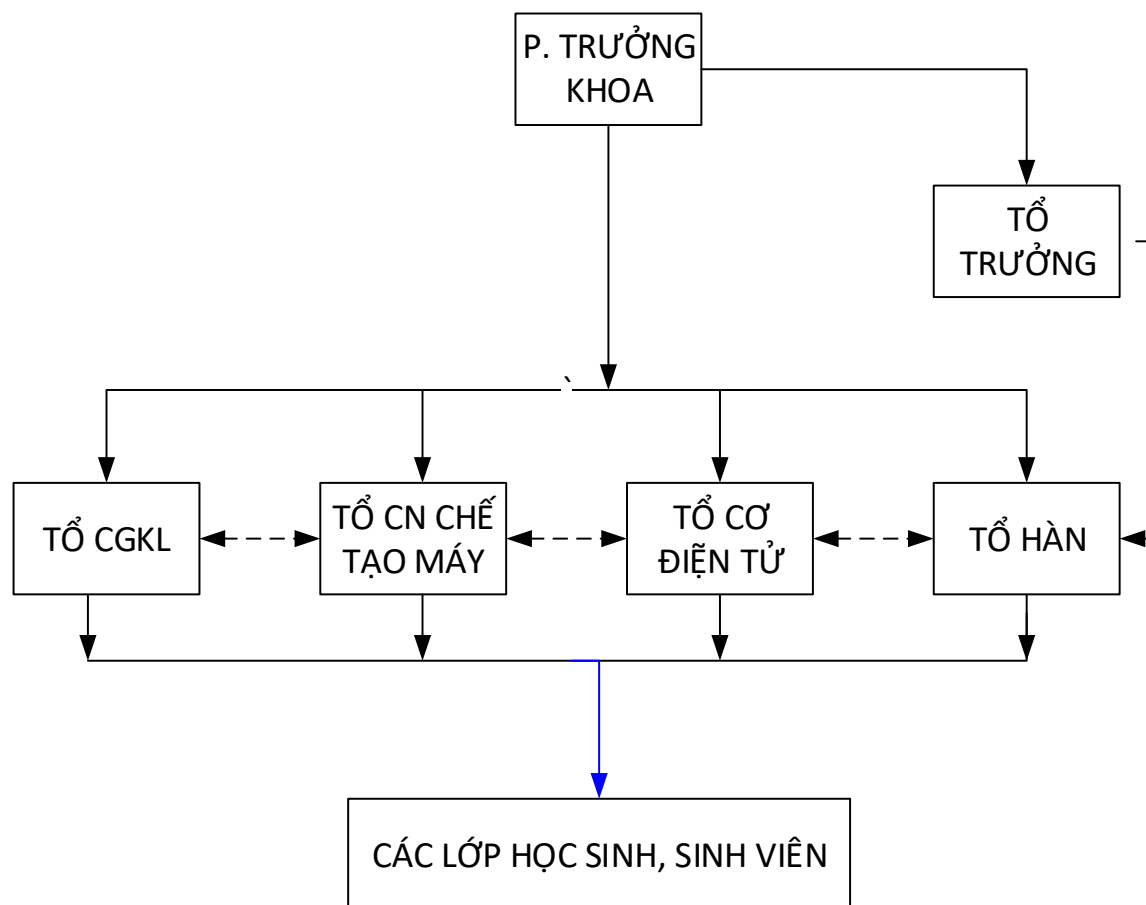 P. TRƯỞNG
KHOA
TỔ
TRƯỞNG
`
TỔ CGKL
TỔ CN CHẾ
TẠO MÁY
TỔ CƠ
ĐIỆN TỬ
TỔ HÀN
CÁC LỚP HỌC SINH, SINH VIÊN